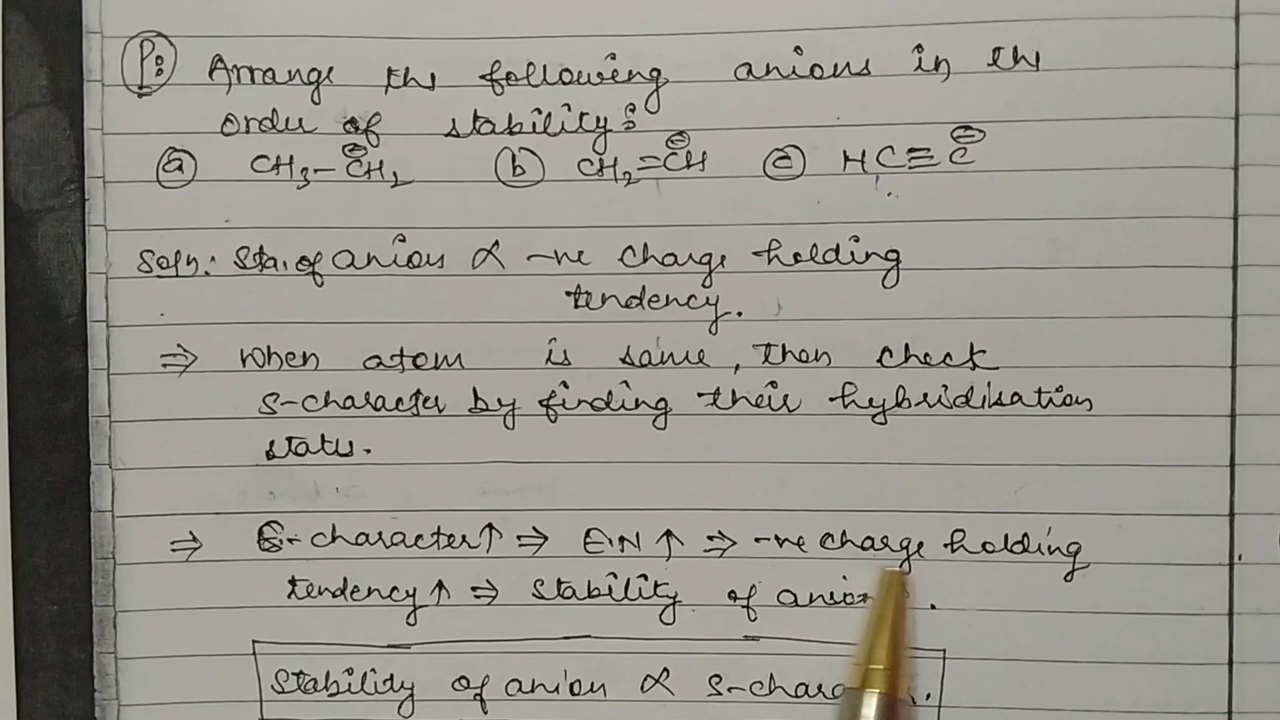 P: Arrange the following anions in the
order of stability:
(a) CH₃-C̈H₂⊖ (b) CH₂=CH⊖ (c) HC≡C⊖
Soln: Sta. of anion ∝ -ve charge holding
tendency.
⇒ When atom is same, then check
s-character by finding their hybridisation
state.
⇒ S-character↑ ⇒ EN↑ ⇒ -ve charge holding
tendency↑ ⇒ stability of anion .
Stability of anion ∝